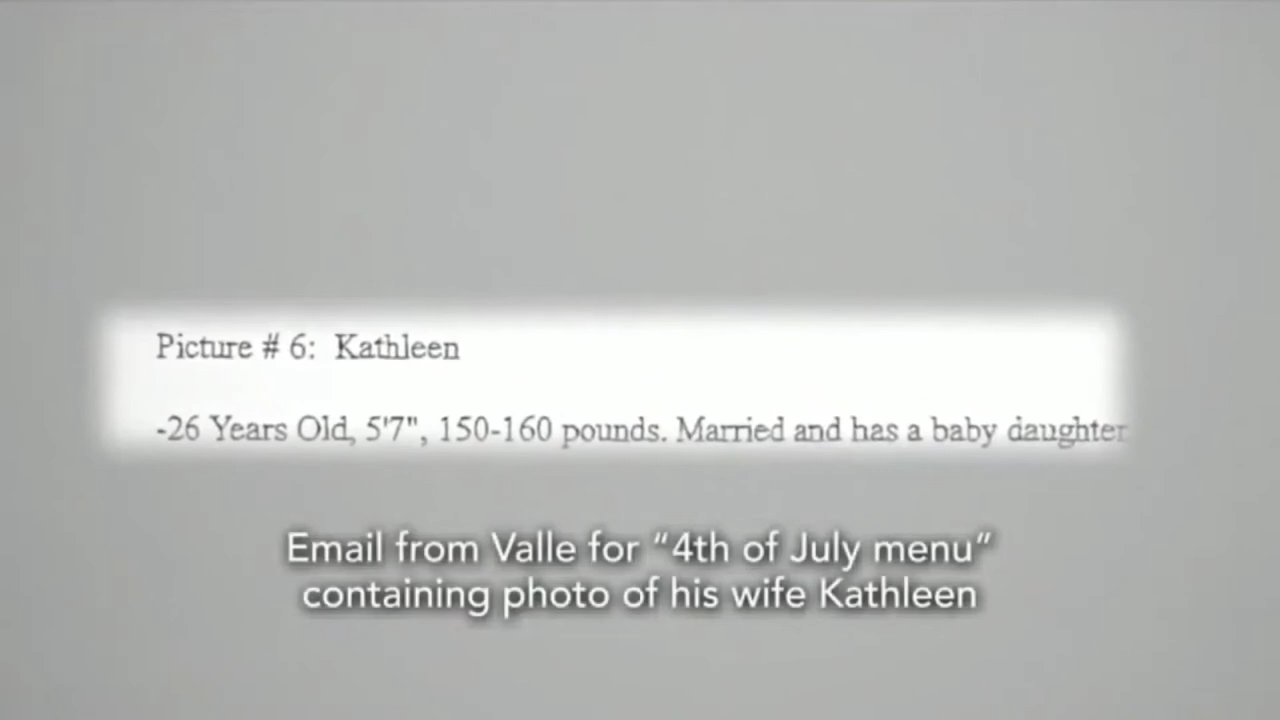 Picture # 6:  Kathleen
-26 Years Old, 5'7", 150-160 pounds. Married and has a baby daughter
Email from Valle for “4th of July menu”
containing photo of his wife Kathleen